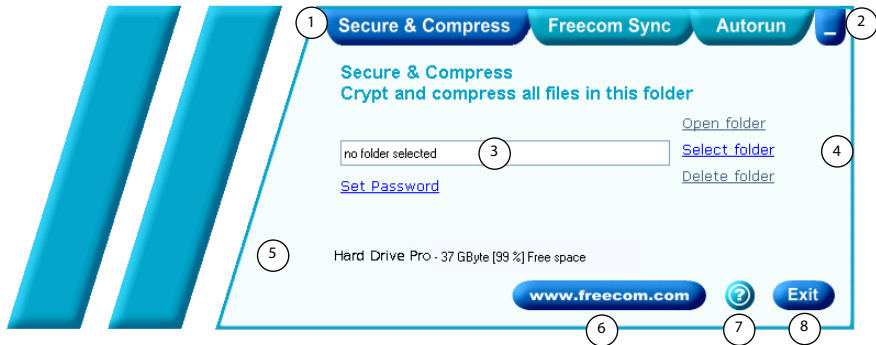 1 Secure & Compress Freecom Sync Autorun _ 2
Secure & Compress
Crypt and compress all files in this folder
Open folder
no folder selected 3 Select folder 4
Set Password Delete folder
5 Hard Drive Pro - 37 GByte [99 %] Free space
www.freecom.com ? Exit
6 7 8